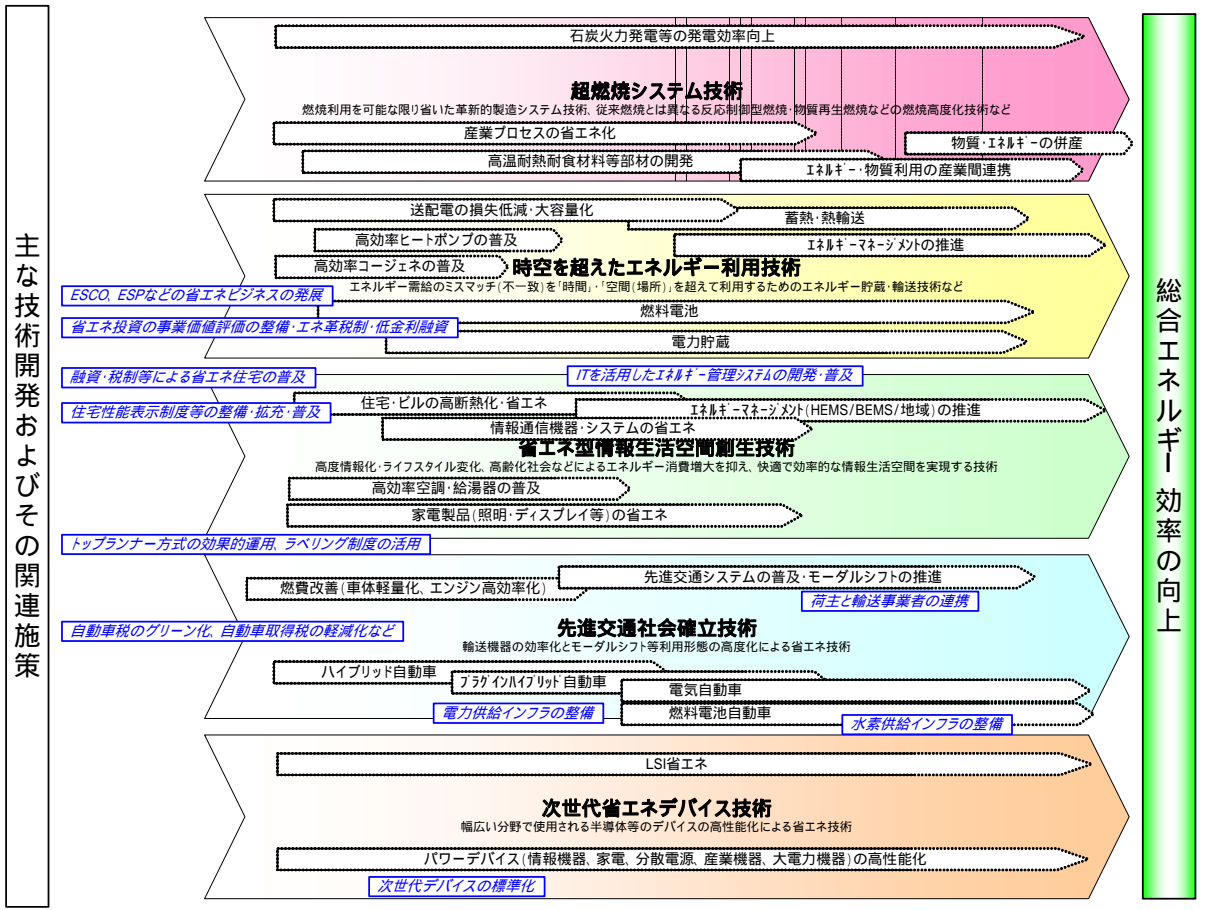 主な技術開発およびその関連施策
石炭火力発電等の発電効率向上
超燃焼システム技術
燃焼利用を可能な限り省いた革新的製造システム技術、従来燃焼とは異なる反応制御型燃焼・物質再生燃焼などの燃焼高度化技術など
産業プロセスの省エネ化
物質・ｴﾈﾙｷﾞｰの併産
高温耐熱耐食材料等部材の開発
ｴﾈﾙｷﾞｰ・物質利用の産業間連携
送配電の損失低減・大容量化
蓄熱・熱輸送
高効率ヒートポンプの普及
ｴﾈﾙｷﾞｰマネージメントの推進
高効率コージェネの普及
時空を超えたエネルギー利用技術
エネルギー需給のミスマッチ(不一致)を「時間」・「空間(場所)」を超えて利用するためのエネルギー貯蔵・輸送技術など
ESCO、ESPなどの省エネビジネスの発展
燃料電池
省エネ投資の事業価値評価の整備・エネ革税制・低金利融資
電力貯蔵
融資・税制等による省エネ住宅の普及
ITを活用したｴﾈﾙｷﾞｰ管理ｼｽﾃﾑの開発・普及
住宅・ビルの高断熱化・省エネ
住宅性能表示制度等の整備・拡充・普及
ｴﾈﾙｷﾞｰﾏﾈｰｼﾞﾒﾝﾄ(HEMS/BEMS/地域)の推進
情報通信機器・システムの省エネ
省エネ型情報生活空間創生技術
高度情報化・ライフスタイル変化、高齢化社会などによるエネルギー消費増大を抑え、快適で効率的な情報生活空間を実現する技術
高効率空調・給湯器の普及
家電製品(照明・ディスプレイ等)の省エネ
トップランナー方式の効果的運用、ラベリング制度の活用
先進交通システムの普及・モーダルシフトの推進
燃費改善(車体軽量化、エンジン高効率化)
荷主と輸送事業者の連携
自動車税のグリーン化、自動車取得税の軽減化など
先進交通社会確立技術
輸送機器の効率化とモーダルシフト等利用形態の高度化による省エネ技術
ハイブリッド自動車
ﾌﾟﾗｸﾞｲﾝﾊｲﾌﾞﾘｯﾄﾞ自動車
電気自動車
電力供給インフラの整備
燃料電池自動車
水素供給インフラの整備
LSI省エネ
次世代省エネデバイス技術
幅広い分野で使用される半導体等のデバイスの高性能化による省エネ技術
パワーデバイス(情報機器、家電、分散電源、産業機器、大電力機器)の高性能化
次世代デバイスの標準化
総合エネルギー効率の向上